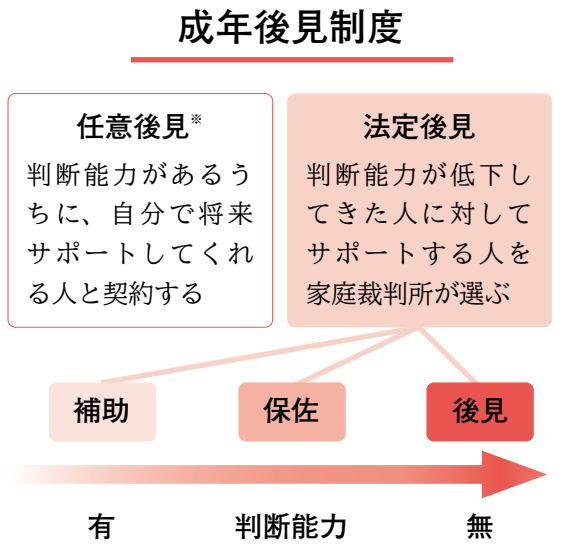 成年後見制度
任意後見※
判断能力があるう
ちに、自分で将来
サポートしてくれ
る人と契約する
法定後見
判断能力が低下し
てきた人に対して
サポートする人を
家庭裁判所が選ぶ
補助
保佐
後見
有
判断能力
無